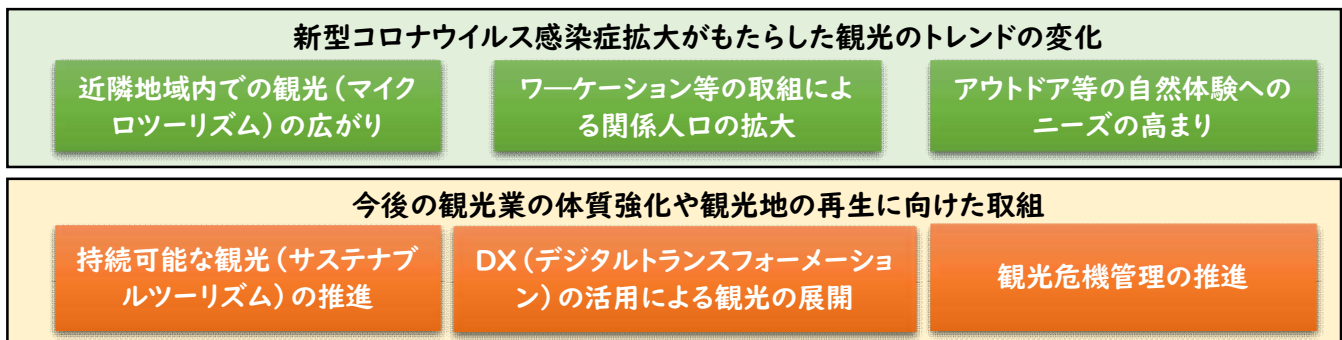 新型コロナウイルス感染症拡大がもたらした観光のトレンドの変化
近隣地域内での観光（マイク
ロツーリズム）の広がり
ワ―ケーション等の取組によ
る関係人口の拡大
アウトドア等の自然体験への
ニーズの高まり
今後の観光業の体質強化や観光地の再生に向けた取組
持続可能な観光（サステナブ
ルツーリズム）の推進
DX（デジタルトランスフォーメーショ
ン）の活用による観光の展開
観光危機管理の推進